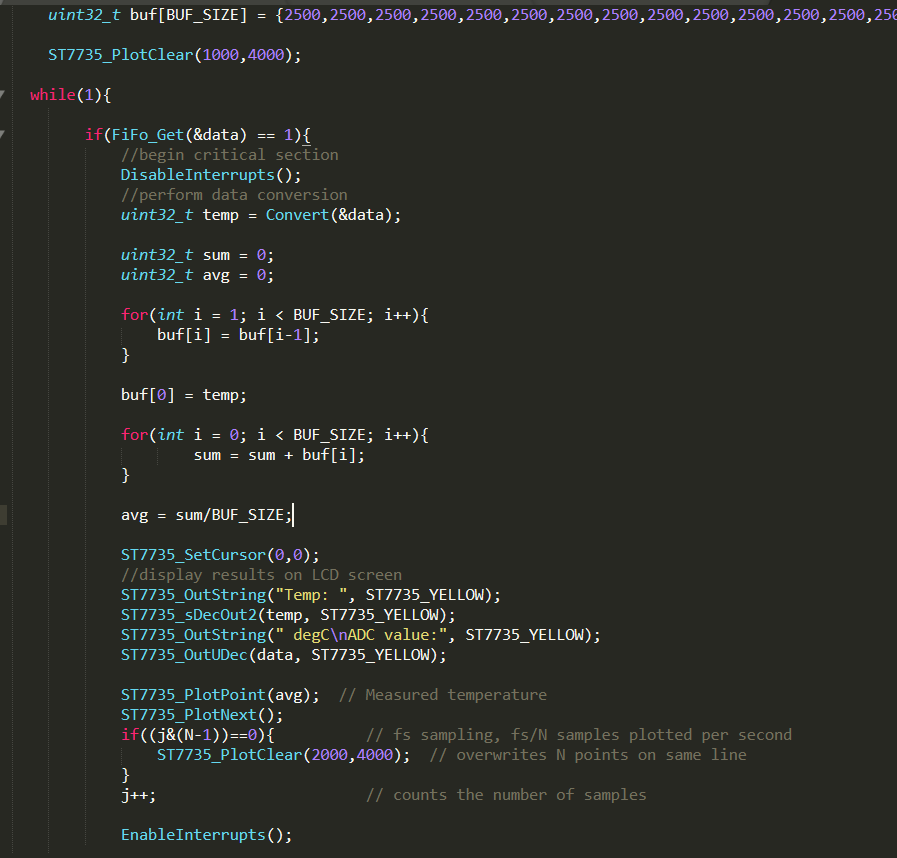 uint32_t buf[BUF_SIZE] = {2500,2500,2500,2500,2500,2500,2500,2500,2500,2500,2500,2500,2500,250
ST7735_PlotClear(1000,4000);
while(1){
if(FiFo_Get(&data) == 1){
//begin critical section
DisableInterrupts();
//perform data conversion
uint32_t temp = Convert(&data);
uint32_t sum = 0;
uint32_t avg = 0;
for(int i = 1; i < BUF_SIZE; i++){
buf[i] = buf[i-1];
}
buf[0] = temp;
for(int i = 0; i < BUF_SIZE; i++){
sum = sum + buf[i];
}
avg = sum/BUF_SIZE;
ST7735_SetCursor(0,0);
//display results on LCD screen
ST7735_OutString("Temp: ", ST7735_YELLOW);
ST7735_sDecOut2(temp, ST7735_YELLOW);
ST7735_OutString(" degC\nADC value:", ST7735_YELLOW);
ST7735_OutUDec(data, ST7735_YELLOW);
ST7735_PlotPoint(avg);  // Measured temperature
ST7735_PlotNext();
if((j&(N-1))==0){          // fs sampling, fs/N samples plotted per second
ST7735_PlotClear(2000,4000);  // overwrites N points on same line
}
j++;                       // counts the number of samples
EnableInterrupts();